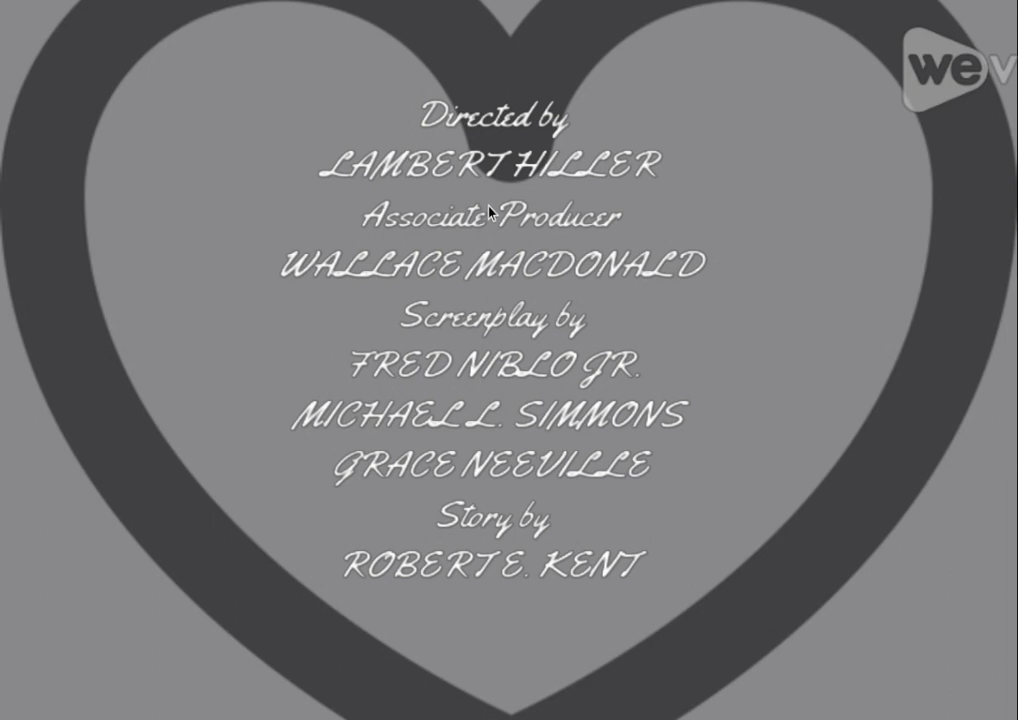 wev
Directed by
LAMBERT HILLER
Associate Producer
WALLACE MACDONALD
Screenplay by
FRED NIBLO JR.
MICHAEL L. SIMMONS
GRACE NEEVILLE
Story by
ROBERT E. KENT